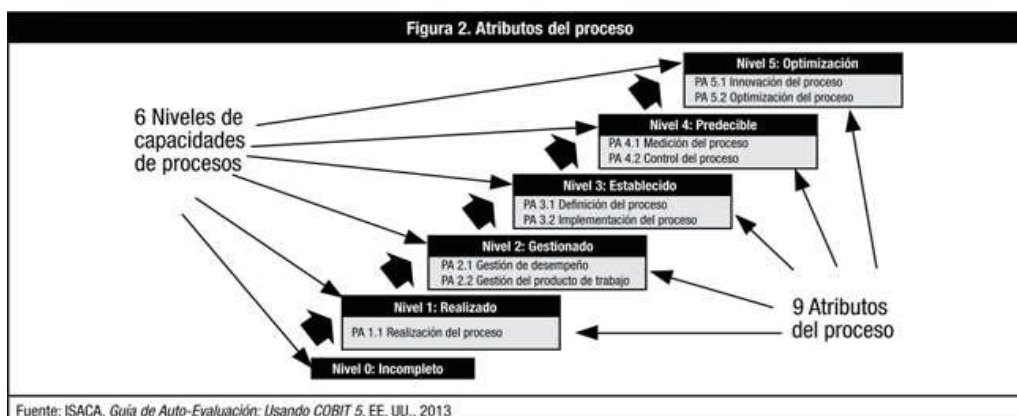 Figura 2. Atributos del proceso
6 Niveles de
capacidades
de procesos
Nivel 5: Optimización
PA 5.1 Innovación del proceso
PA 5.2 Optimización del proceso
Nivel 4: Predecible
PA 4.1 Medición del proceso
PA 4.2 Control del proceso
Nivel 3: Establecido
PA 3.1 Definición del proceso
PA 3.2 Implementación del proceso
Nivel 2: Gestionado
PA 2.1 Gestión de desempeño
PA 2.2 Gestión del producto de trabajo
Nivel 1: Realizado
PA 1.1 Realización del proceso
Nivel 0: Incompleto
9 Atributos
del proceso
Fuente: ISACA, Guía de Auto-Evaluación: Usando COBIT 5, EE. UU., 2013